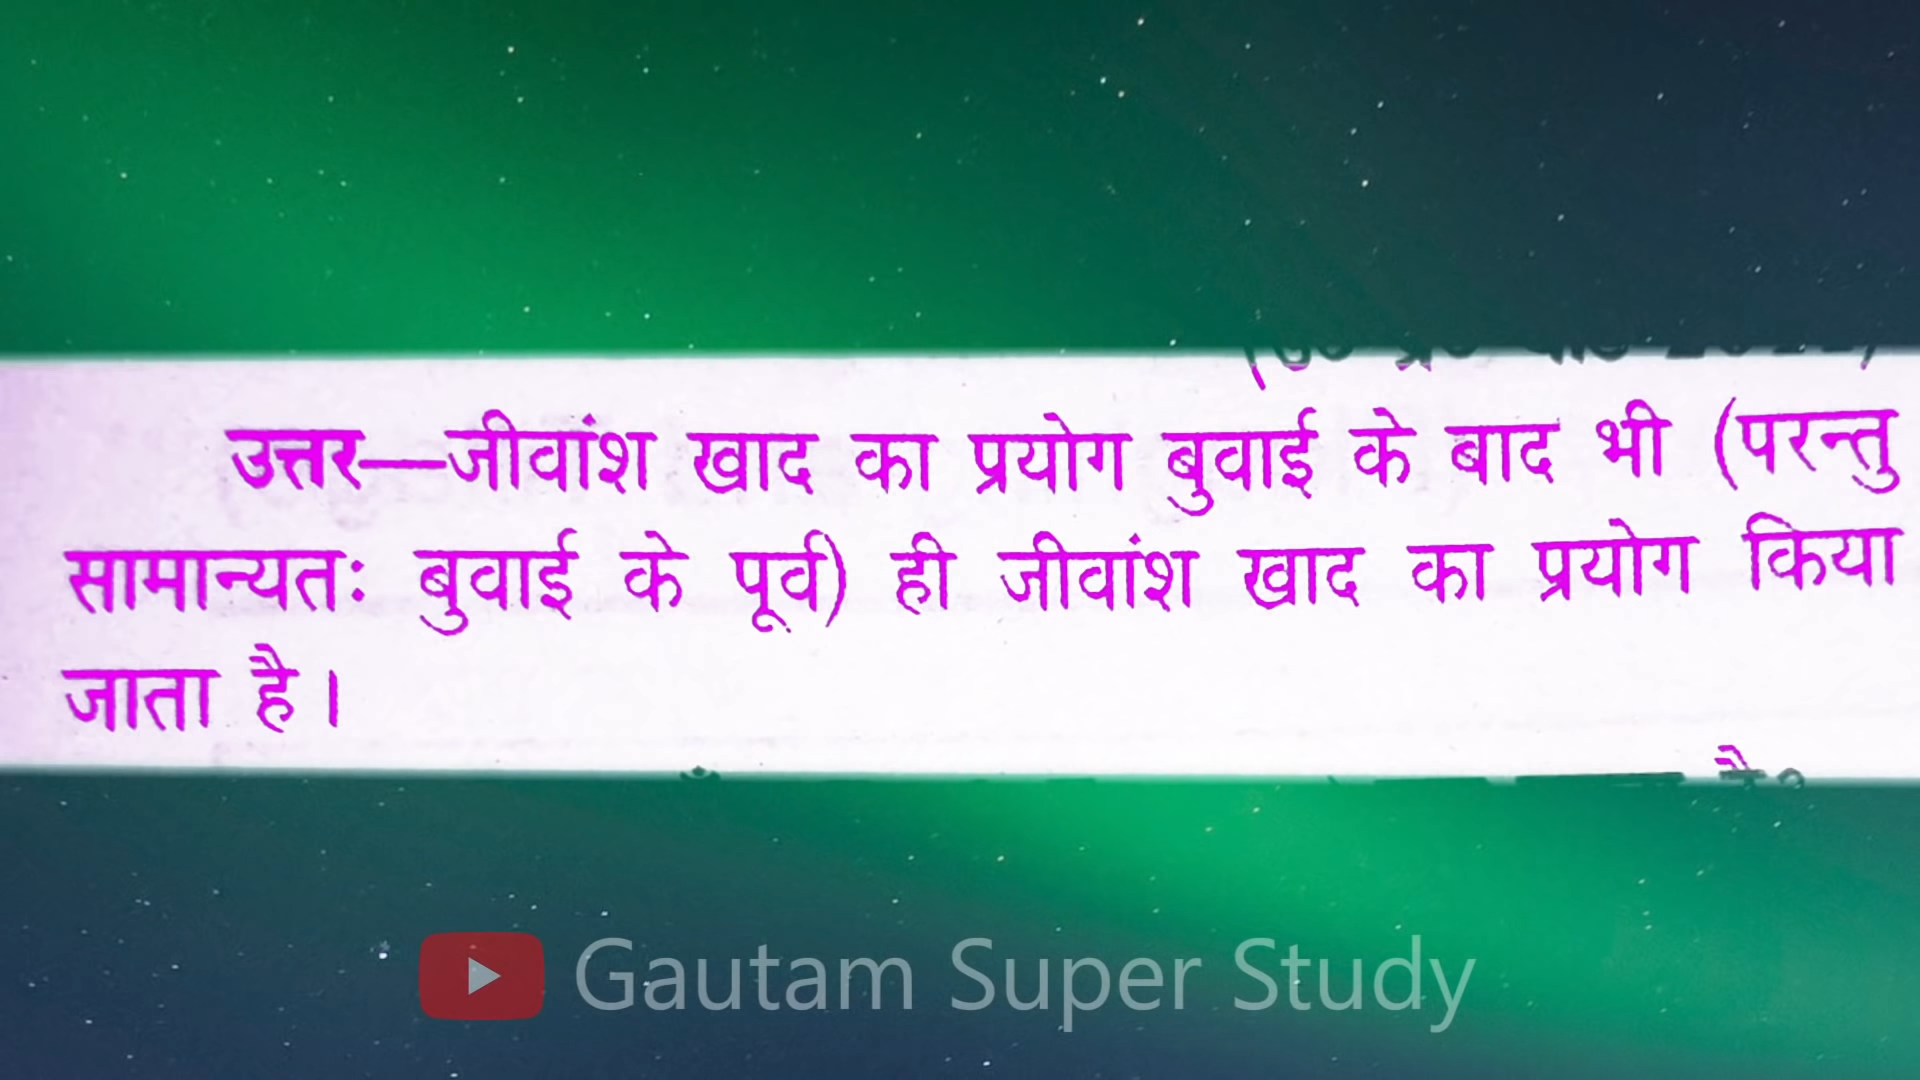 उत्तर—जीवांश खाद का प्रयोग बुवाई के बाद भी (परन्तु
सामान्यतः बुवाई के पूर्व) ही जीवांश खाद का प्रयोग किया
जाता है।
Gautam Super Study